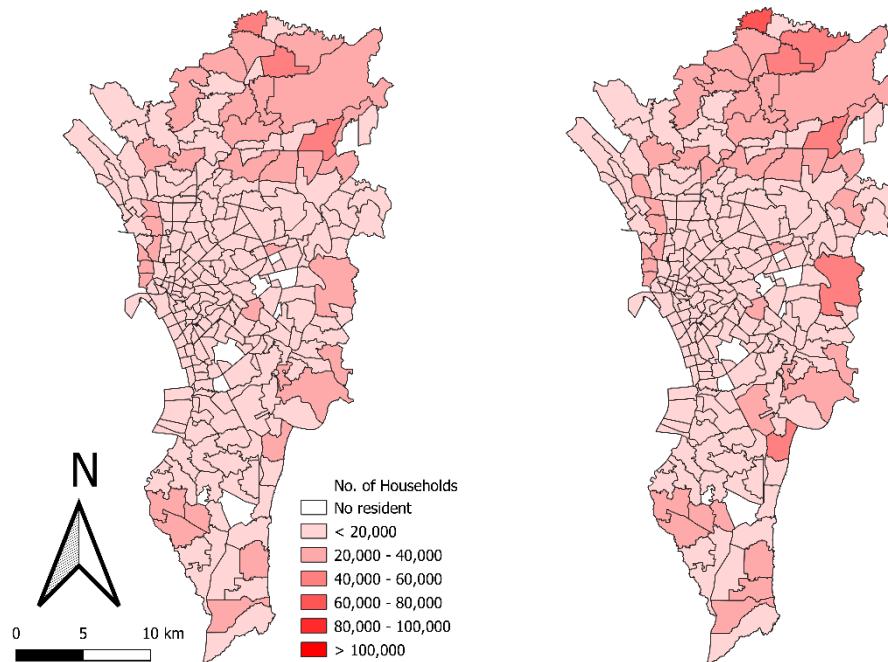 N
0 5 10 km
No. of Households
No resident
< 20,000
20,000 - 40,000
40,000 - 60,000
60,000 - 80,000
80,000 - 100,000
> 100,000